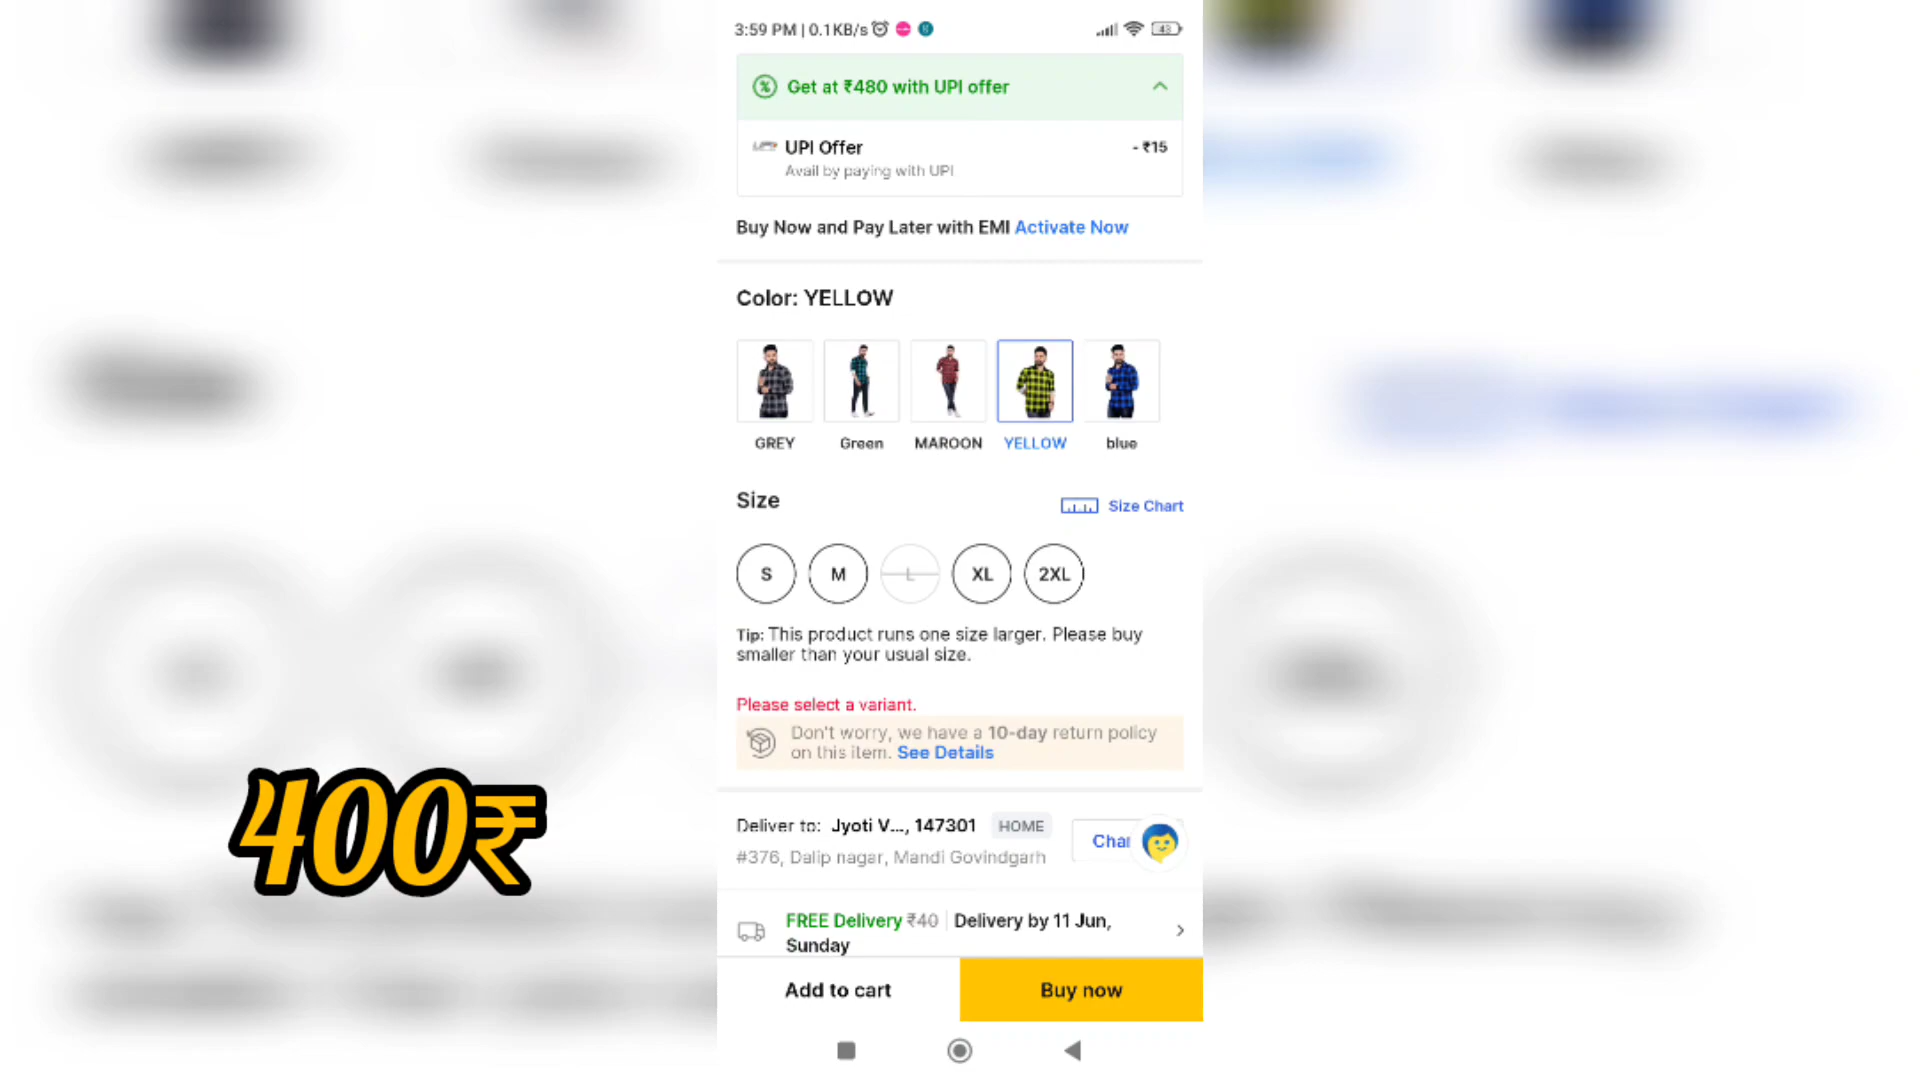 3:59 PM | 0.1KB/s
43
Get at ₹480 with UPI offer
UPI Offer
- ₹15
Avail by paying with UPI
Buy Now and Pay Later with EMI Activate Now
Color: YELLOW
GREY Green MAROON YELLOW blue
Size
Size Chart
S M L XL 2XL
Tip: This product runs one size larger. Please buy
smaller than your usual size.
Please select a variant.
Don't worry, we have a 10-day return policy
on this item. See Details
400₹
Deliver to: Jyoti V..., 147301 HOME
Char
#376, Dalip nagar, Mandi Govindgarh
FREE Delivery ₹40 | Delivery by 11 Jun,
Sunday
Add to cart
Buy now